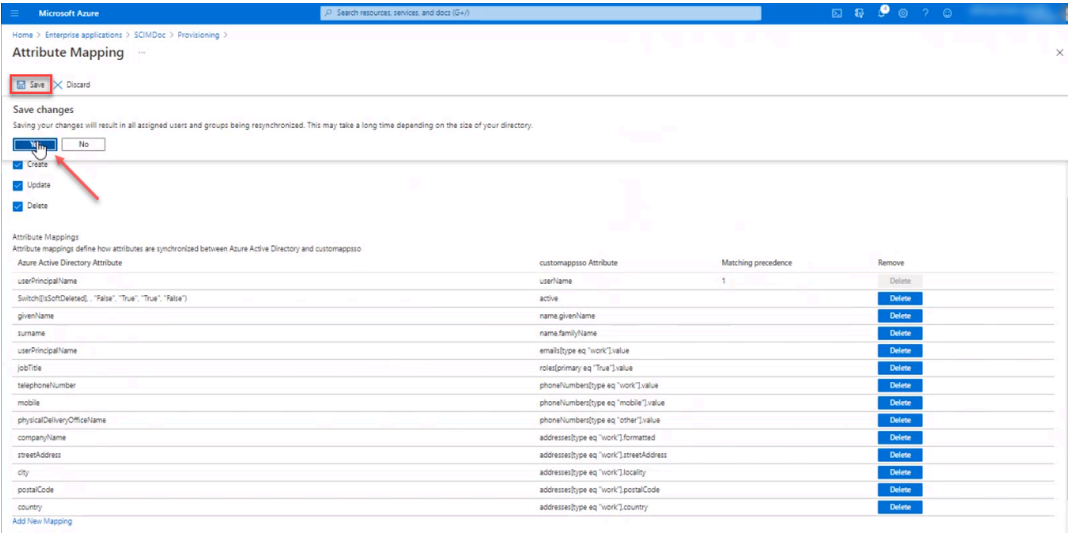 Microsoft Azure
Search resources, services, and docs (G+/)
4
Home > Enterprise applications > SCIMDoc > Provisioning >
Attribute Mapping ...
Save Discard
Save changes
Saving your changes will result in all assigned users and groups being resynchronized. This may take a long time depending on the size of your directory.
No
Create
Update
Delete
Attribute Mappings
Attribute mappings define how attributes are synchronized between Azure Active Directory and customappsso
Azure Active Directory Attribute customappsso Attribute Matching precedence Remove
userPrincipalName userName 1 Delete
Switch([IsSoftDeleted], , "False", "True", "True", "False") active Delete
givenName name.givenName Delete
surname name.familyName Delete
userPrincipalName emails[type eq "work"].value Delete
jobTitle roles[primary eq "True"].value Delete
telephoneNumber phoneNumbers[type eq "work"].value Delete
mobile phoneNumbers[type eq "mobile"].value Delete
physicalDeliveryOfficeName phoneNumbers[type eq "other"].value Delete
companyName addresses[type eq "work"].formatted Delete
streetAddress addresses[type eq "work"].streetAddress Delete
city addresses[type eq "work"].locality Delete
postalCode addresses[type eq "work"].postalCode Delete
country addresses[type eq "work"].country Delete
Add New Mapping